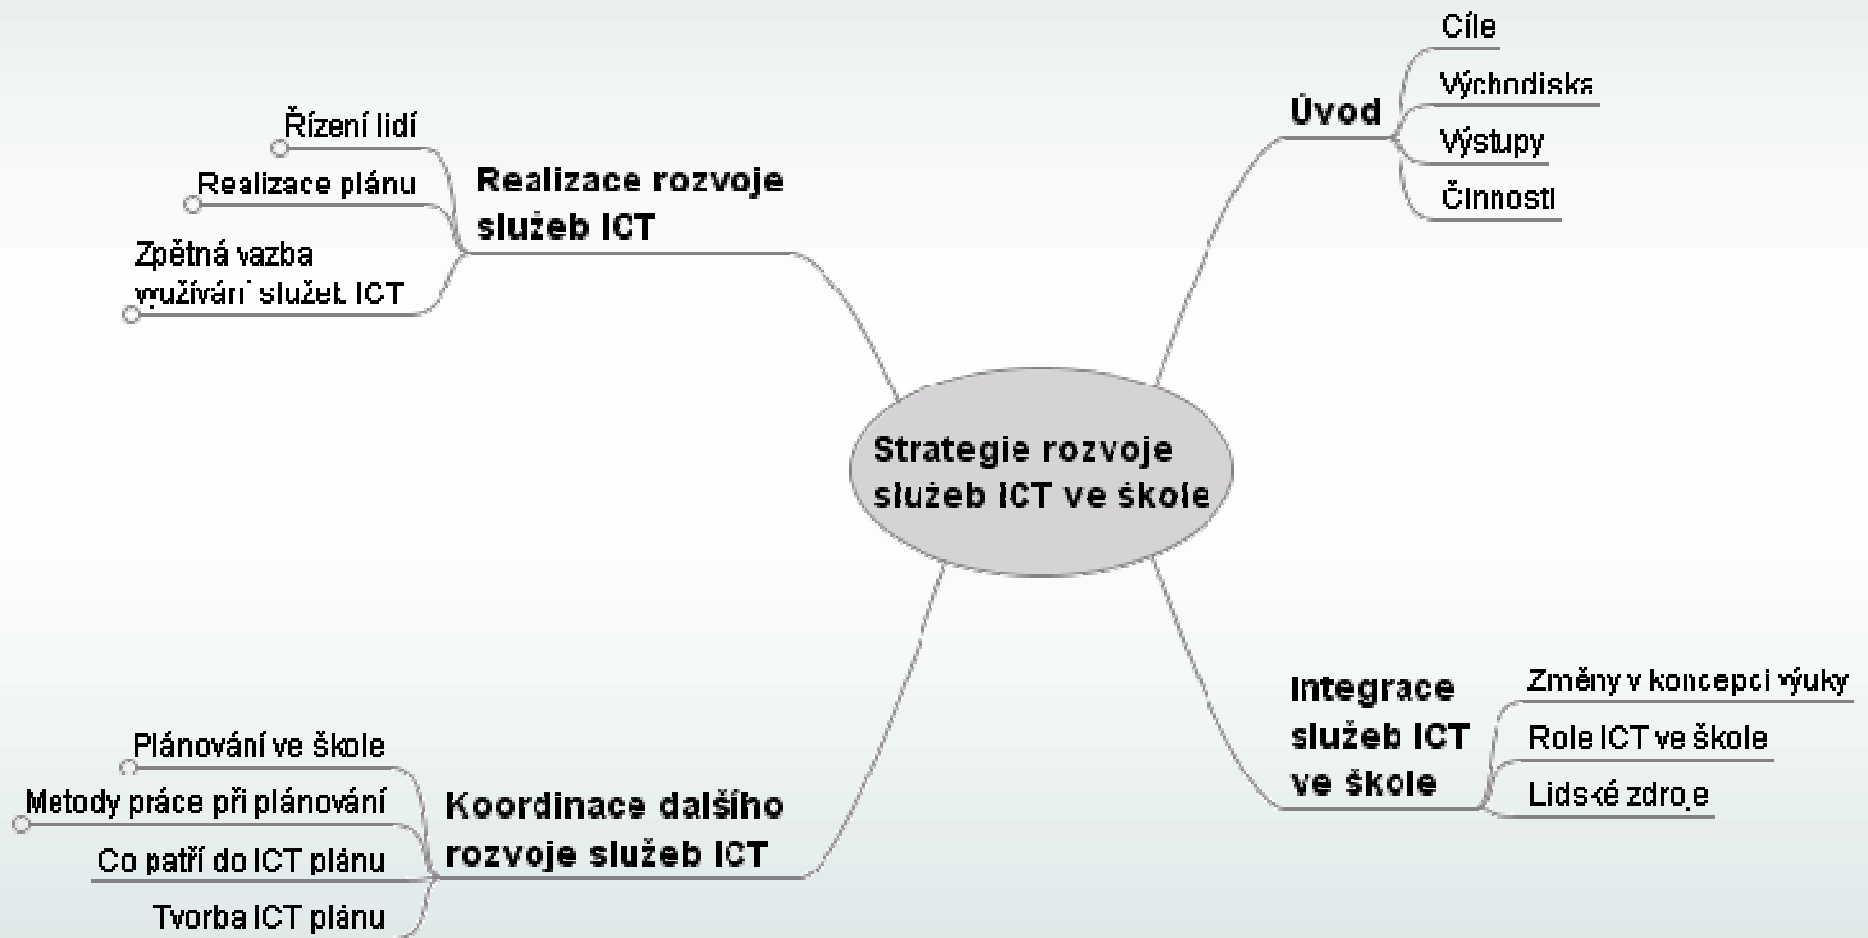 Strategie rozvoje
služeb ICT ve škole
Úvod
Cíle
Východiska
Výstupy
Činnosti
Integrace
služeb ICT
ve škole
Změny v koncepci výuky
Role ICT ve škole
Lidské zdroje
Koordinace dalšího
rozvoje služeb ICT
Plánování ve škole
Metody práce při plánování
Co patří do ICT plánu
Tvorba ICT plánu
Realizace rozvoje
služeb ICT
Řízení lidí
Realizace plánu
Zpětná vazba
využívání služeb ICT